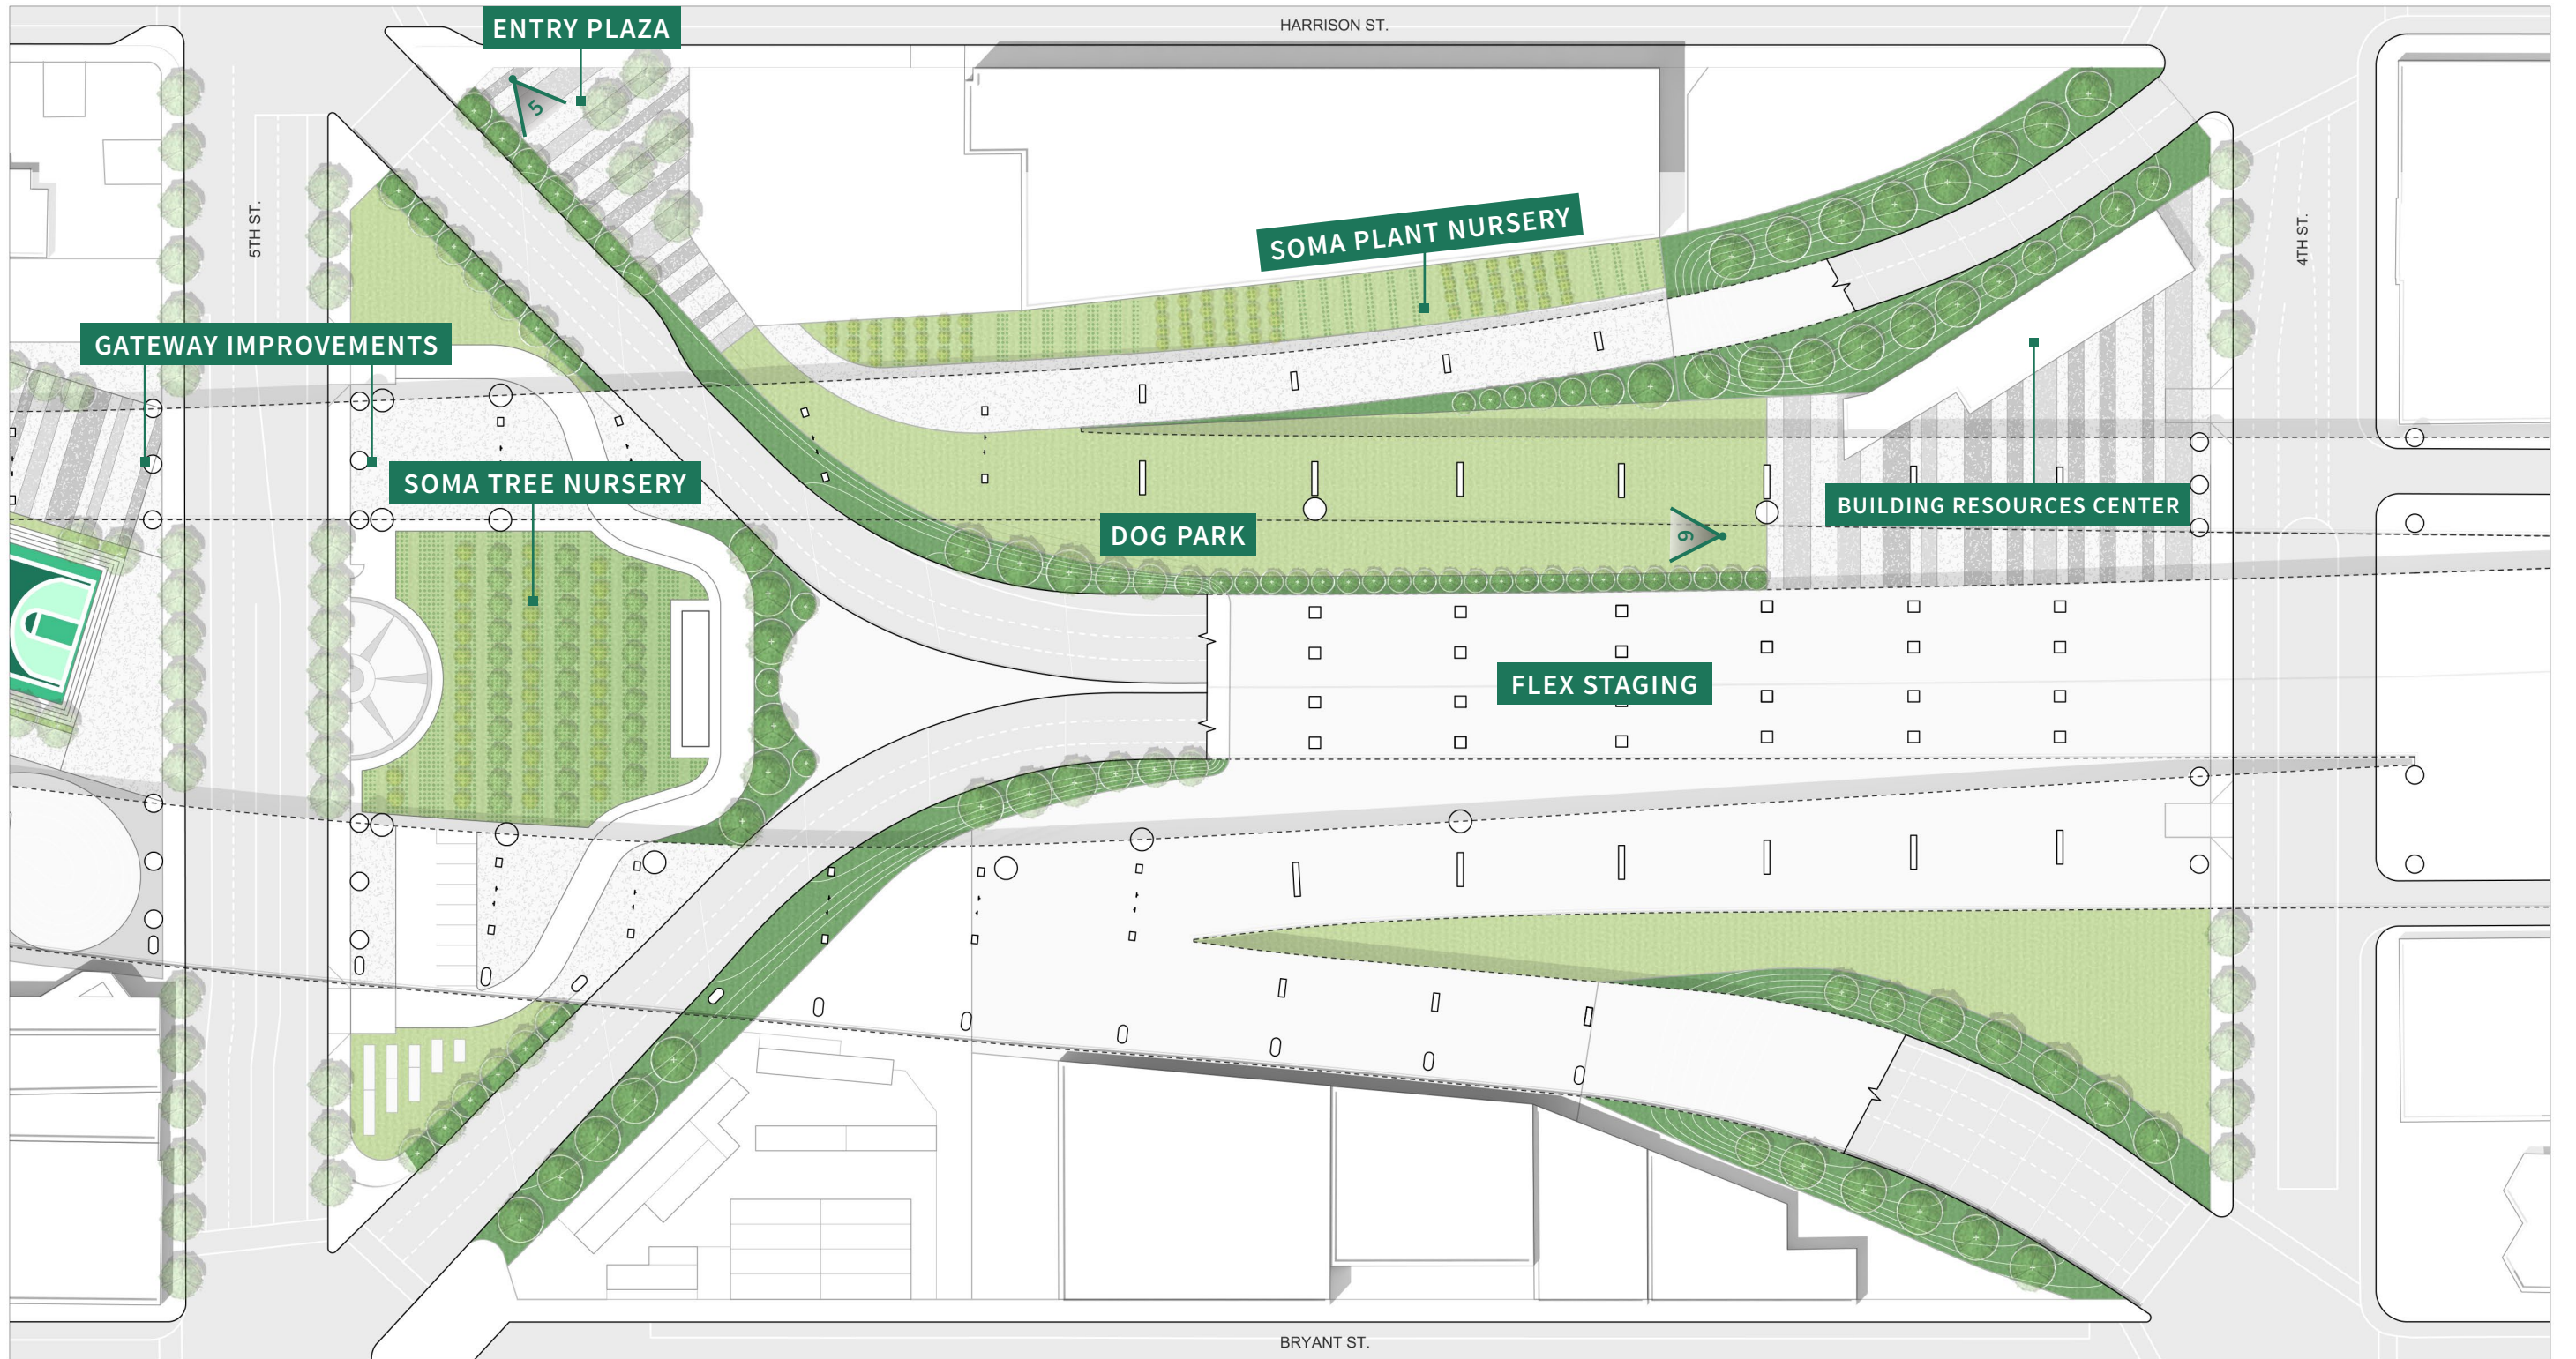 HARRISON ST.
ENTRY PLAZA
5
SOMA PLANT NURSERY
5TH ST.
4TH ST.
GATEWAY IMPROVEMENTS
SOMA TREE NURSERY
BUILDING RESOURCES CENTER
DOG PARK
6
FLEX STAGING
BRYANT ST.